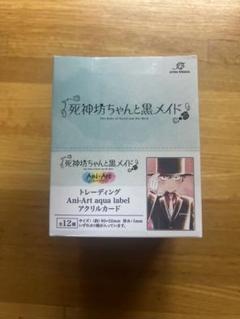 死神坊ちゃんと黒メイド
The Duke of Death and His Maid
死神坊ちゃんと黒メイド
Ani-Art
トレーディング
Ani-Art aqua label
アクリルカード
全12種